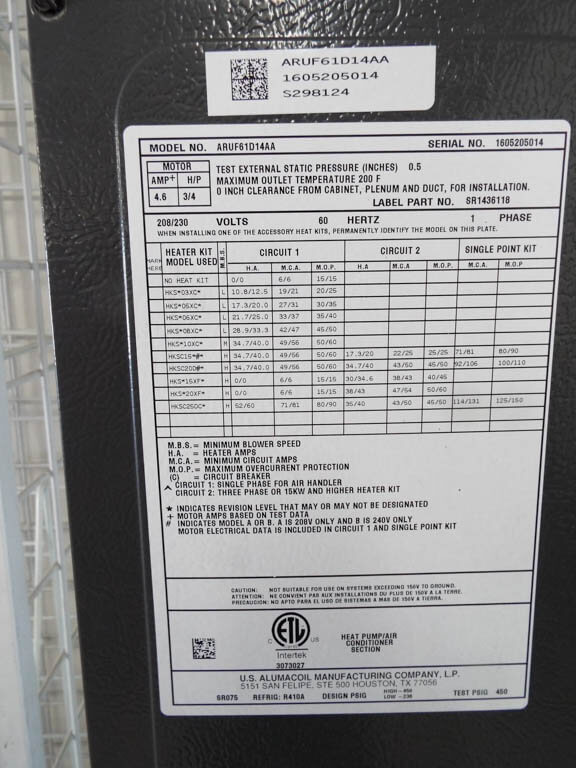 ARUF61D14AA
1605205014
S298124
MODEL NO. ARUF61D14AA SERIAL NO. 1605205014
MOTOR
AMP+ H/P
4.6 3/4
TEST EXTERNAL STATIC PRESSURE (INCHES) 0.5
MAXIMUM OUTLET TEMPERATURE 200 F
0 INCH CLEARANCE FROM CABINET, PLENUM AND DUCT, FOR INSTALLATION.
LABEL PART NO. SR1436118
208/230 VOLTS 60 HERTZ 1 PHASE
WHEN INSTALLING ONE OF THE ACCESSORY HEAT KITS, PERMANENTLY IDENTIFY THE MODEL ON THIS PLATE.
MARK HERE HEATER KIT MODEL USED M.B.S. CIRCUIT 1 CIRCUIT 2 SINGLE POINT KIT
H.A. M.C.A. M.O.P. H.A M.C.A M.O.P. M.C.A. M.O.P
NO HEAT KIT 0/0 6/6 15/15
HKS*03XC* L 10.8/12.5 19/21 20/25
HKS*05XC* L 17.3/20.0 27/31 30/35
HKS*06XC* L 21.7/25.0 33/37 35/40
HKS*08XC* L 28.9/33.3 42/47 45/50
HKS*10XC* M 34.7/40.0 49/56 50/60
HKSC15*#* H 34.7/40.0 49/56 50/60 17.3/20 22/25 25/25 71/81 80/90
HKSC20D#* H 34.7/40.0 49/56 50/60 34.7/40 43/50 45/50 92/106 100/110
HKS*15XF* H 0/0 6/6 15/15 30/34.6 38/43 40/45
HKS*20XF* H 0/0 6/6 15/15 38/43 47/54 50/60
HKSC25DC* H 52/60 71/81 80/90 35/40 43/50 45/50 114/131 125/150
M.B.S. = MINIMUM BLOWER SPEED
H.A. = HEATER AMPS
M.C.A. = MINIMUM CIRCUIT AMPS
M.O.P. = MAXIMUM OVERCURRENT PROTECTION
(C) = CIRCUIT BREAKER
^ CIRCUIT 1: SINGLE PHASE FOR AIR HANDLER
CIRCUIT 2: THREE PHASE OR 15KW AND HIGHER HEATER KIT
★ INDICATES REVISION LEVEL THAT MAY OR MAY NOT BE DESIGNATED
+ MOTOR AMPS BASED ON TEST DATA
# INDICATES MODEL A OR B. A IS 208V ONLY AND B IS 240V ONLY
MOTOR ELECTRICAL DATA IS INCLUDED IN CIRCUIT 1 AND SINGLE POINT KIT
CAUTION: NOT SUITABLE FOR USE ON SYSTEMS EXCEEDING 150V TO GROUND.
ATTENTION: NE CONVIENT PAS AUX INSTALLATIONS DU PLUS DE 150V A LA TERRE.
PRECAUCION: NO APTO PARA EL USO DE SISTEMAS A MAS DE 150V A TIERRA.
C ETL US
Intertek
3073027
HEAT PUMP/AIR
CONDITIONER
SECTION
U.S. ALUMACOIL MANUFACTURING COMPANY, L.P.
5151 SAN FELIPE, STE 500 HOUSTON, TX 77056
SR075 REFRIG: R410A DESIGN PSIG HIGH-450 LOW-236 TEST PSIG 450